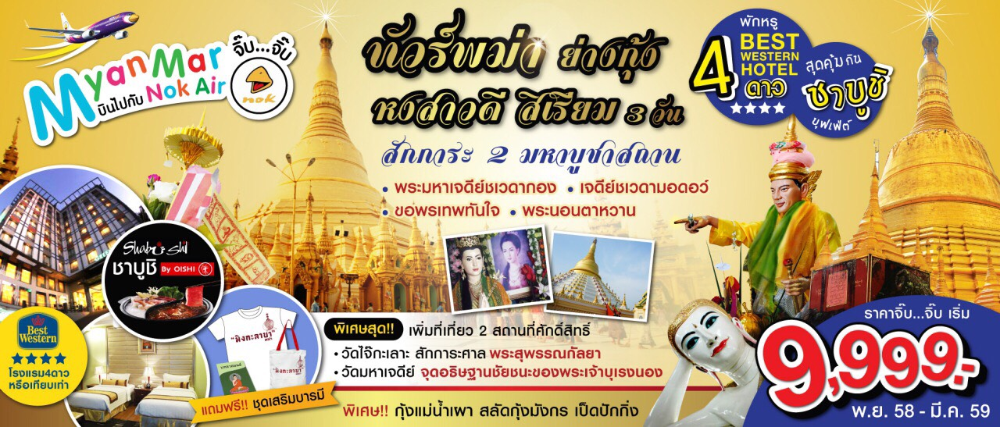 MyanMar
บินไปกับ Nok Air
จิ๊บ...จิ๊บ
nok
ทัวร์พม่า ย่างกุ้ง
หงสาวดี สิเรียม 3 วัน
สักการะ 2 มหาบูชาสถาน
• พระมหาเจดีย์ชเวดากอง • เจดีย์ชเวดามอดอว์
• ขอพรเทพทันใจ • พระนอนตาหวาน
พักหรู
4 BEST
WESTERN
HOTEL
ดาว
สุดคุ้ม กิน
ชาบูชิ
บุฟเฟ่ต์
Shabushi
ชาบูชิ By OISHI
Best
Western
โรงแรม4ดาว
หรือเทียบเท่า
"มิงกะลาบา"
"มิงกะลาบา"
แถมฟรี!! ชุดเสริมบารมี
พิเศษสุด!! เพิ่มที่เที่ยว 2 สถานที่ศักดิ์สิทธิ์
• วัดไจ๊กะเลาะ สักการะศาล พระสุพรรณกัลยา
• วัดมหาเจดีย์ จุดอธิษฐานชัยชนะของพระเจ้าบุเรงนอง
พิเศษ!! กุ้งแม่น้ำเผา สลัดกุ้งมังกร เป็ดปักกิ่ง
ราคาจิ๊บ...จิ๊บ เริ่ม
9,999.-
พ.ย. 58 - มี.ค. 59